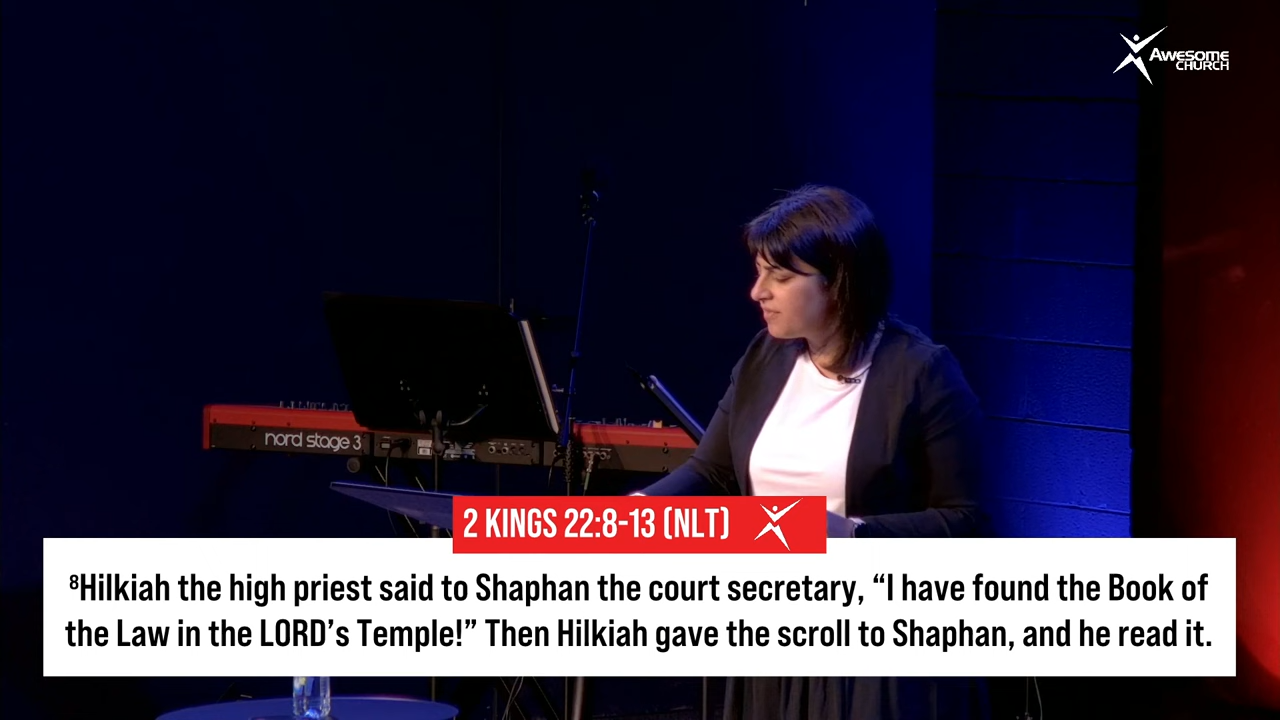 Awesome
CHURCH
nord stage 3
2 KINGS 22:8-13 (NLT)
⁸Hilkiah the high priest said to Shaphan the court secretary, “I have found the Book of
the Law in the LORD’s Temple!” Then Hilkiah gave the scroll to Shaphan, and he read it.